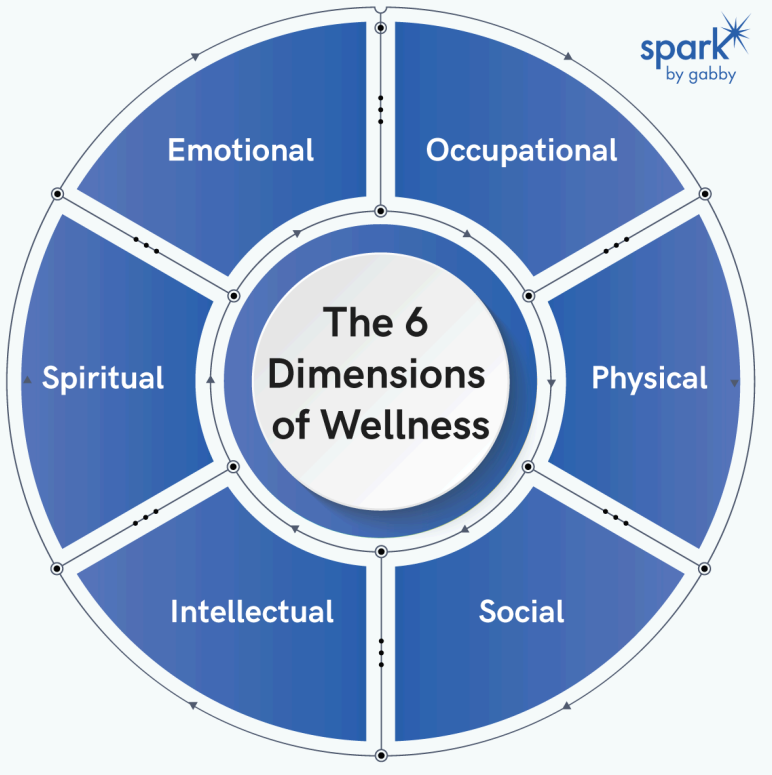 spark
by gabby
Emotional
Occupational
Spiritual
The 6
Dimensions
of Wellness
Physical
Intellectual
Social